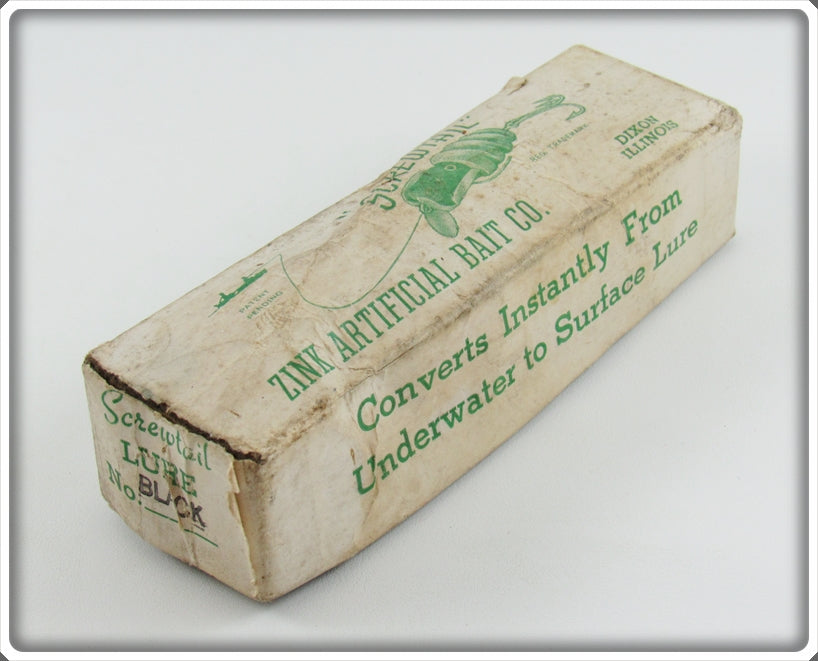 "SCREWTAIL"
REG. TRADEMARK
DIXON
ILLINOIS
PATENT
PENDING
ZINK ARTIFICIAL BAIT CO.
Converts Instantly From
Underwater to Surface Lure
Screwtail
LURE
No. BLACK